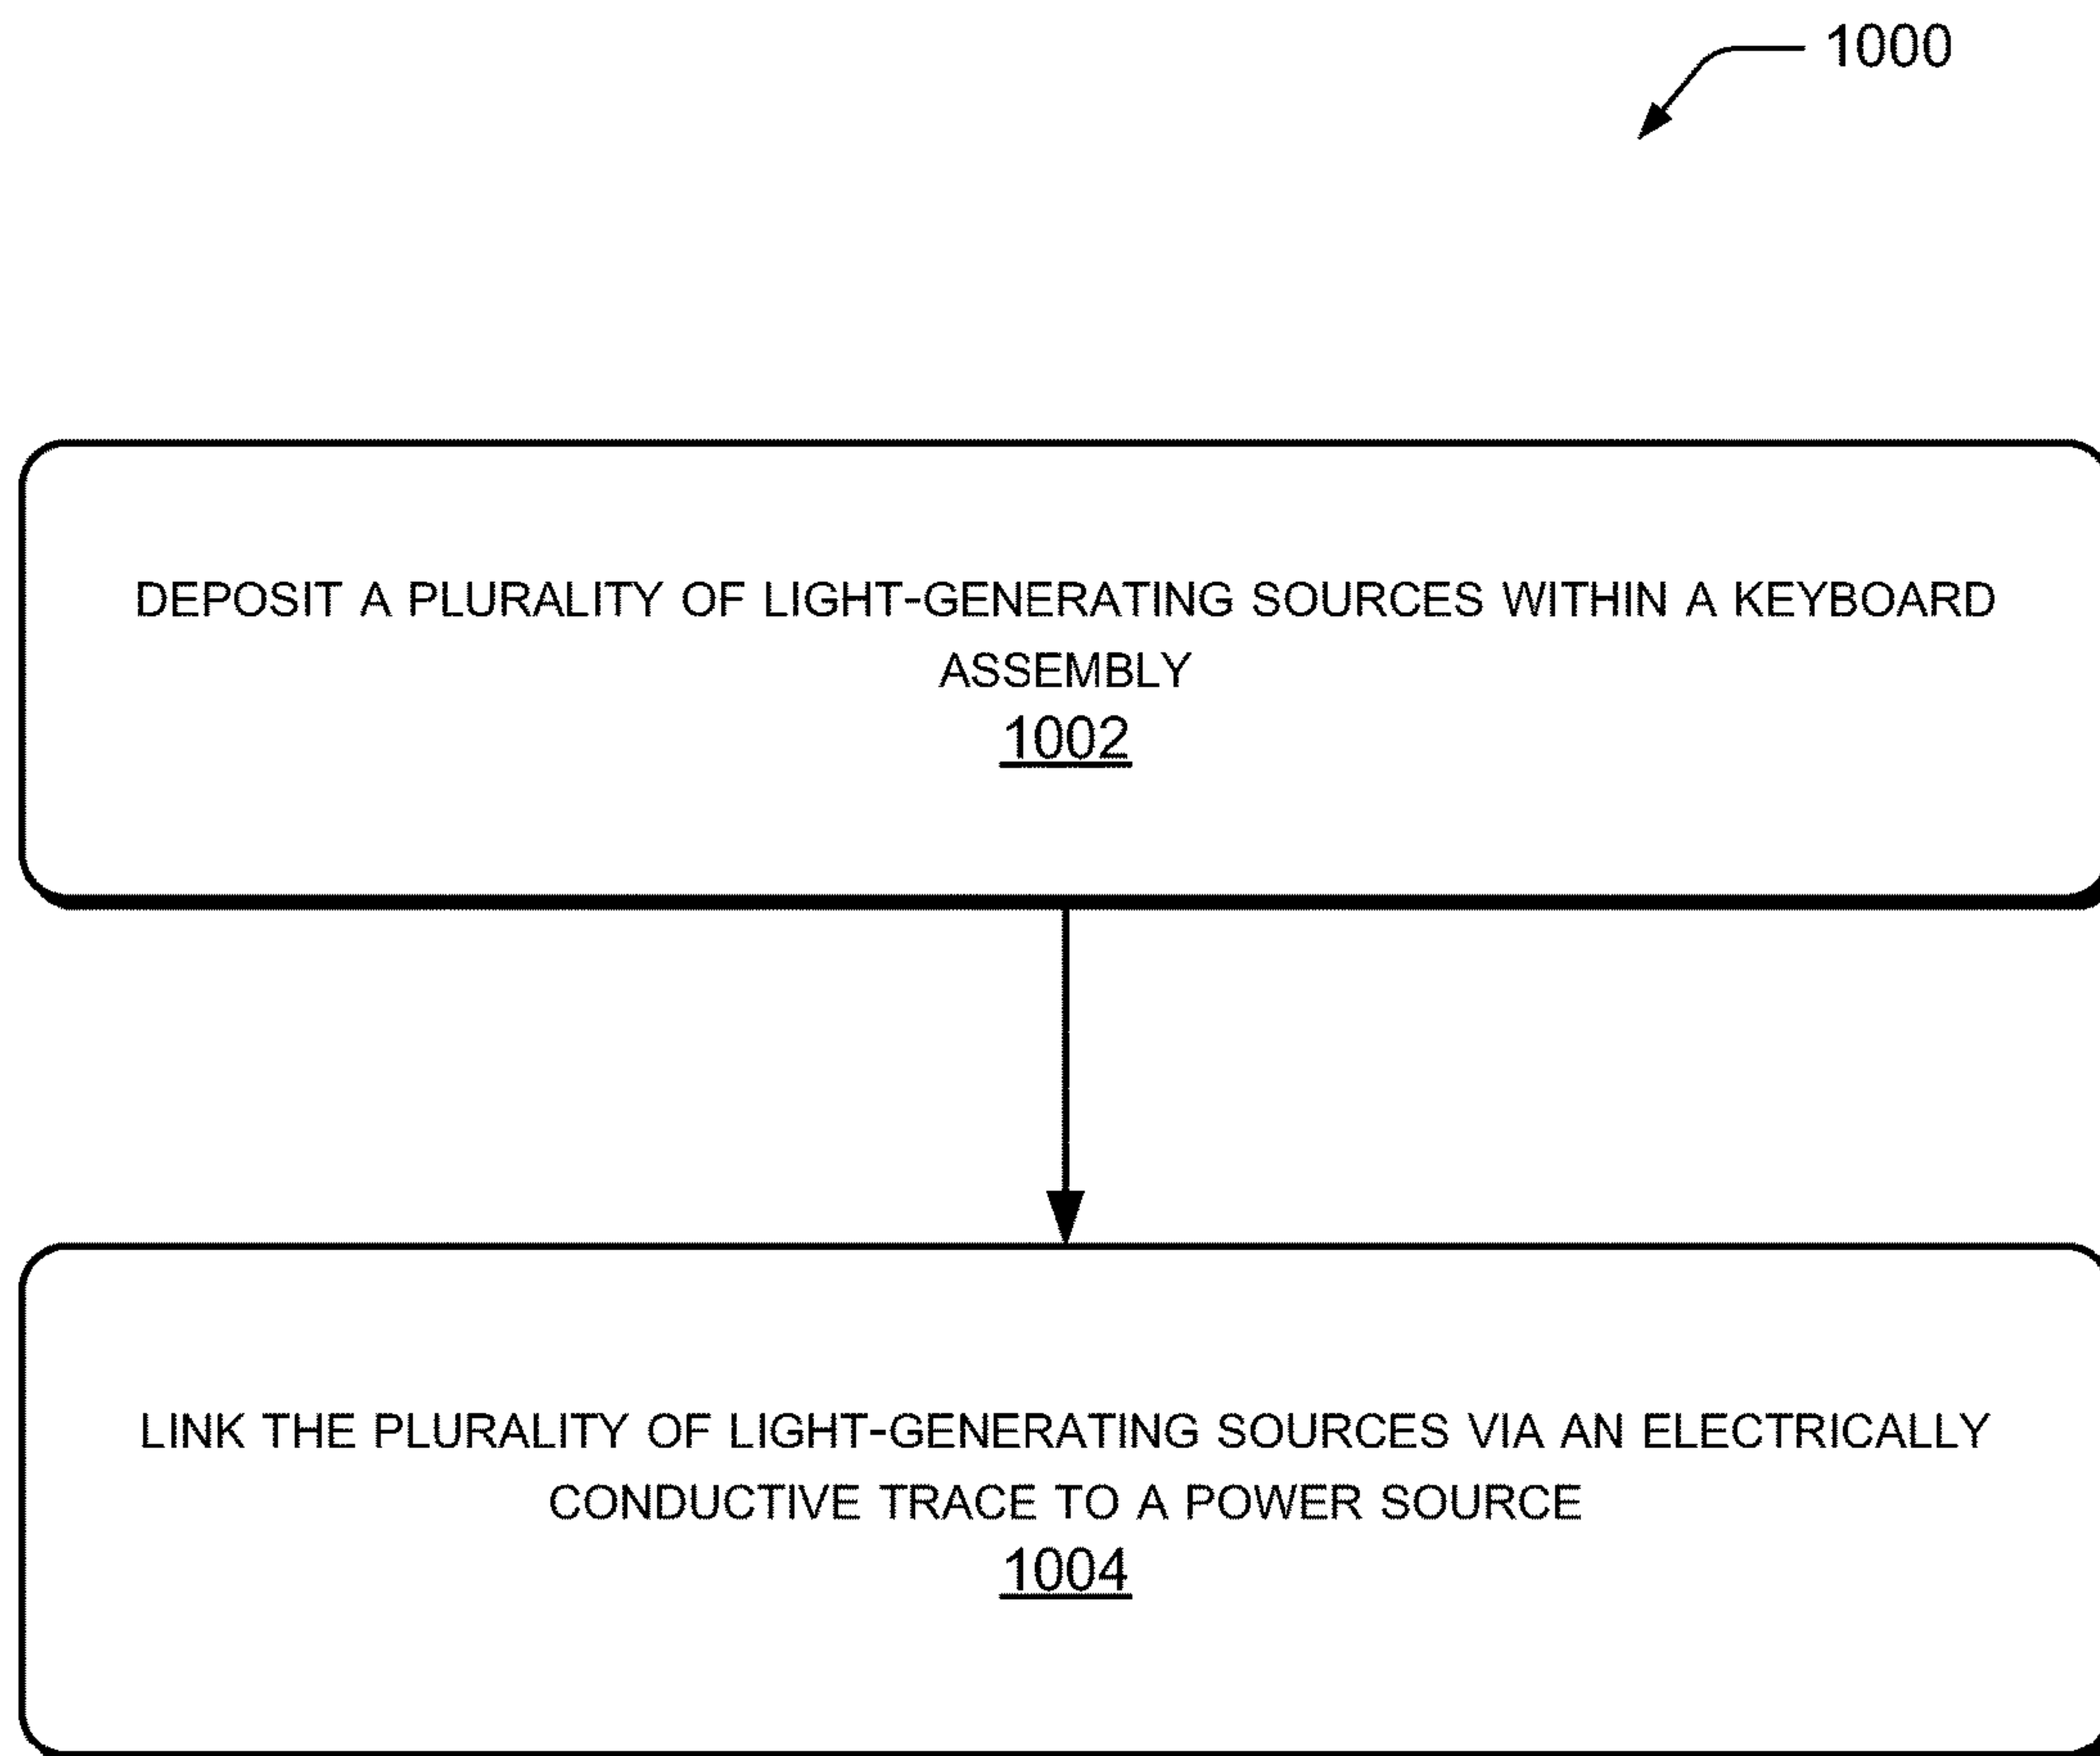 1000
DEPOSIT A PLURALITY OF LIGHT-GENERATING SOURCES WITHIN A KEYBOARD
ASSEMBLY
1002
LINK THE PLURALITY OF LIGHT-GENERATING SOURCES VIA AN ELECTRICALLY
CONDUCTIVE TRACE TO A POWER SOURCE
1004